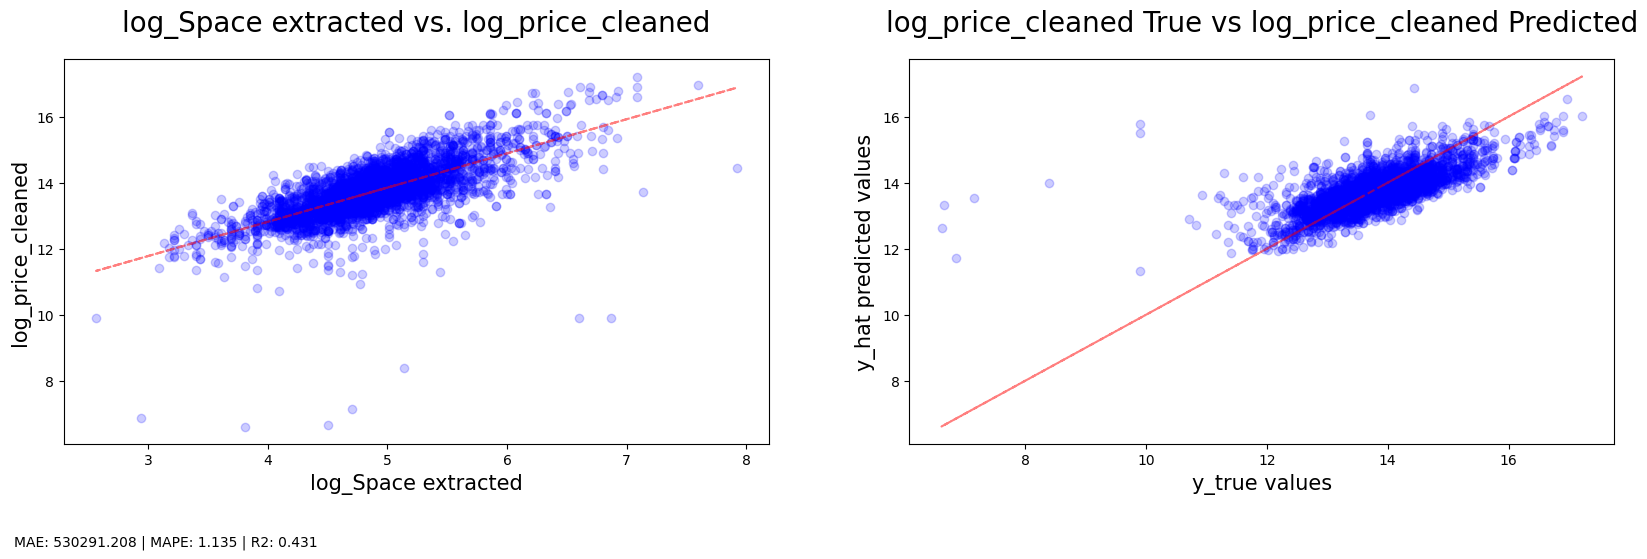 log_Space extracted vs. log_price_cleaned
log_price_cleaned
16
14
12
10
8
3 4 5 6 7 8
log_Space extracted
log_price_cleaned True vs log_price_cleaned Predicted
y_hat predicted values
16
14
12
10
8
8 10 12 14 16
y_true values
MAE: 530291.208 | MAPE: 1.135 | R2: 0.431